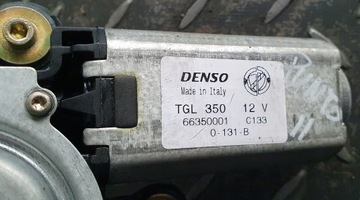 DENSO
Made in Italy
TGL 350 12 V
66350001 C133
0-131-B